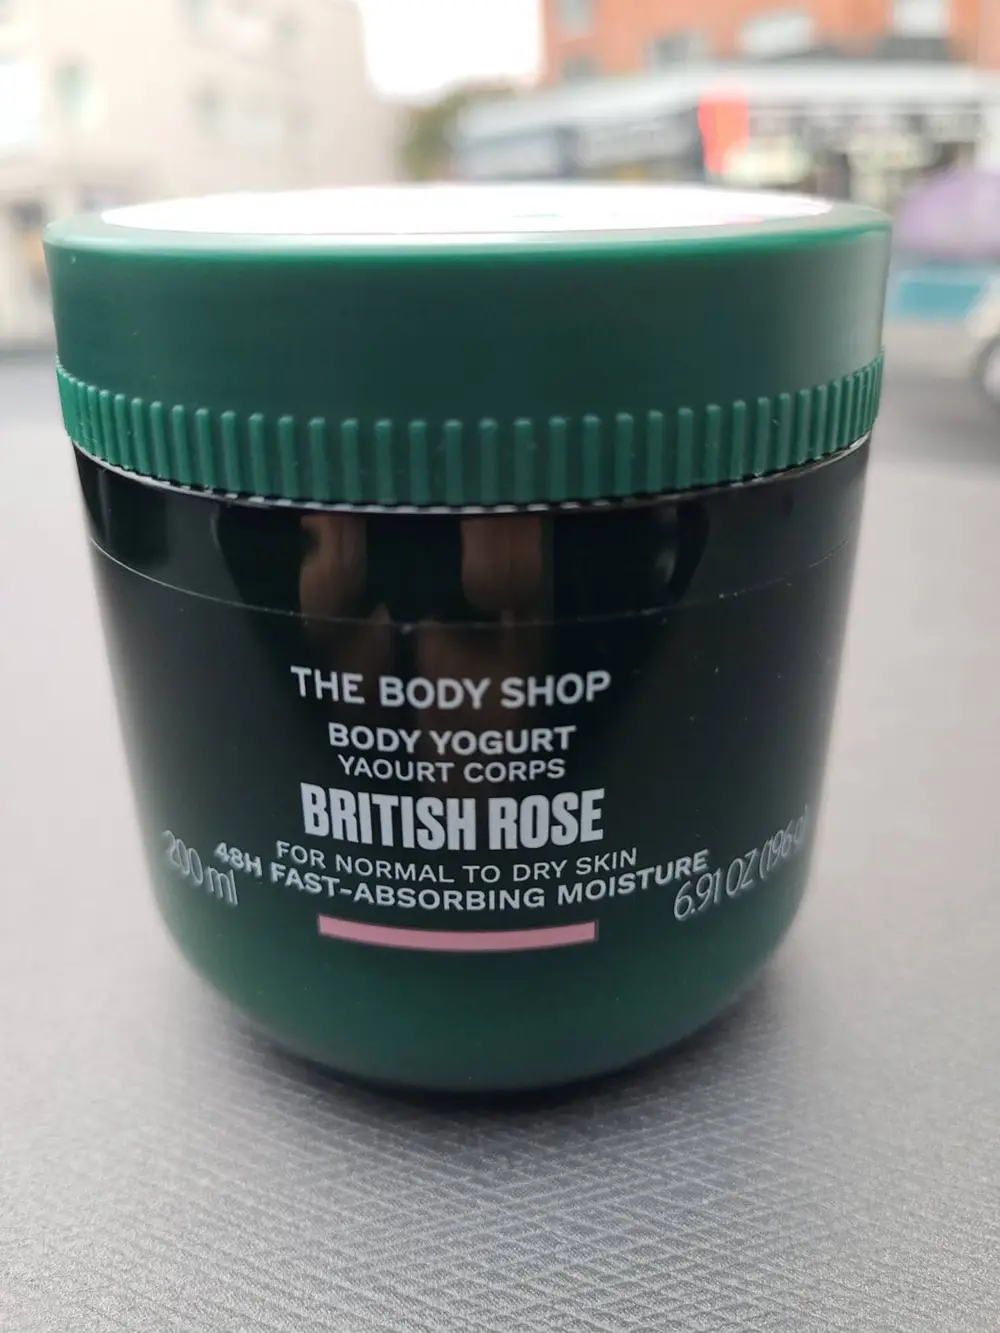 THE BODY SHOP
BODY YOGURT
YAOURT CORPS
BRITISH ROSE
FOR NORMAL TO DRY SKIN
48H FAST-ABSORBING MOISTURE
200 ml
6.91 OZ (196 g)